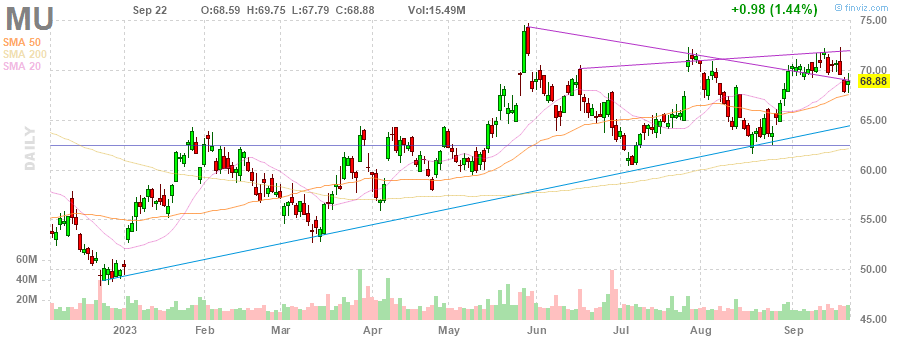 MU Sep 22 O:68.59 H:69.75 L:67.79 C:68.88 Vol:15.49M +0.98 (1.44%) © finviz.com
SMA 50
SMA 200
SMA 20
DAILY
75.00
70.00
68.88
65.00
60.00
55.00
50.00
45.00
60M
40M
20M
2023 Feb Mar Apr May Jun Jul Aug Sep